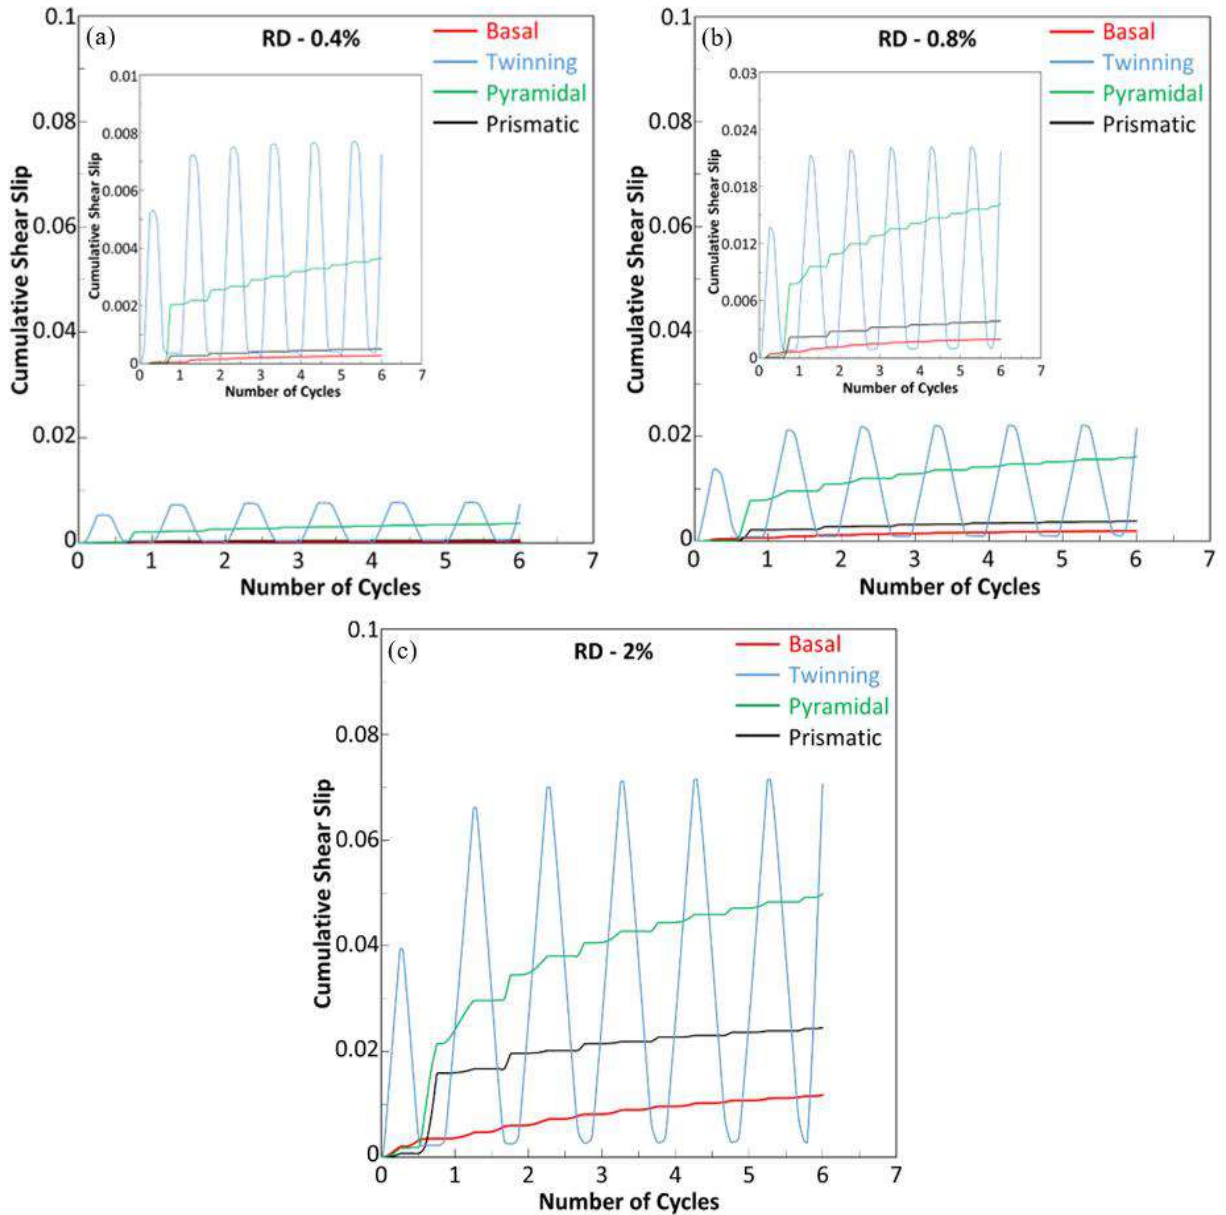 (a)
RD - 0.4%
Basal
Twinning
Pyramidal
Prismatic
0.1
0.08
0.06
0.04
0.02
0
Cumulative Shear Slip
0 1 2 3 4 5 6 7
Number of Cycles
0.01
0.008
0.006
0.004
0.002
0
Cumulative Shear Slip
0 1 2 3 4 5 6 7
Number of Cycles
(b)
RD - 0.8%
Basal
Twinning
Pyramidal
Prismatic
0.1
0.08
0.06
0.04
0.02
0
Cumulative Shear Slip
0 1 2 3 4 5 6 7
Number of Cycles
0.03
0.024
0.018
0.012
0.006
0
Cumulative Shear Slip
0 1 2 3 4 5 6 7
Number of Cycles
(c)
RD - 2%
Basal
Twinning
Pyramidal
Prismatic
0.1
0.08
0.06
0.04
0.02
0
Cumulative Shear Slip
0 1 2 3 4 5 6 7
Number of Cycles